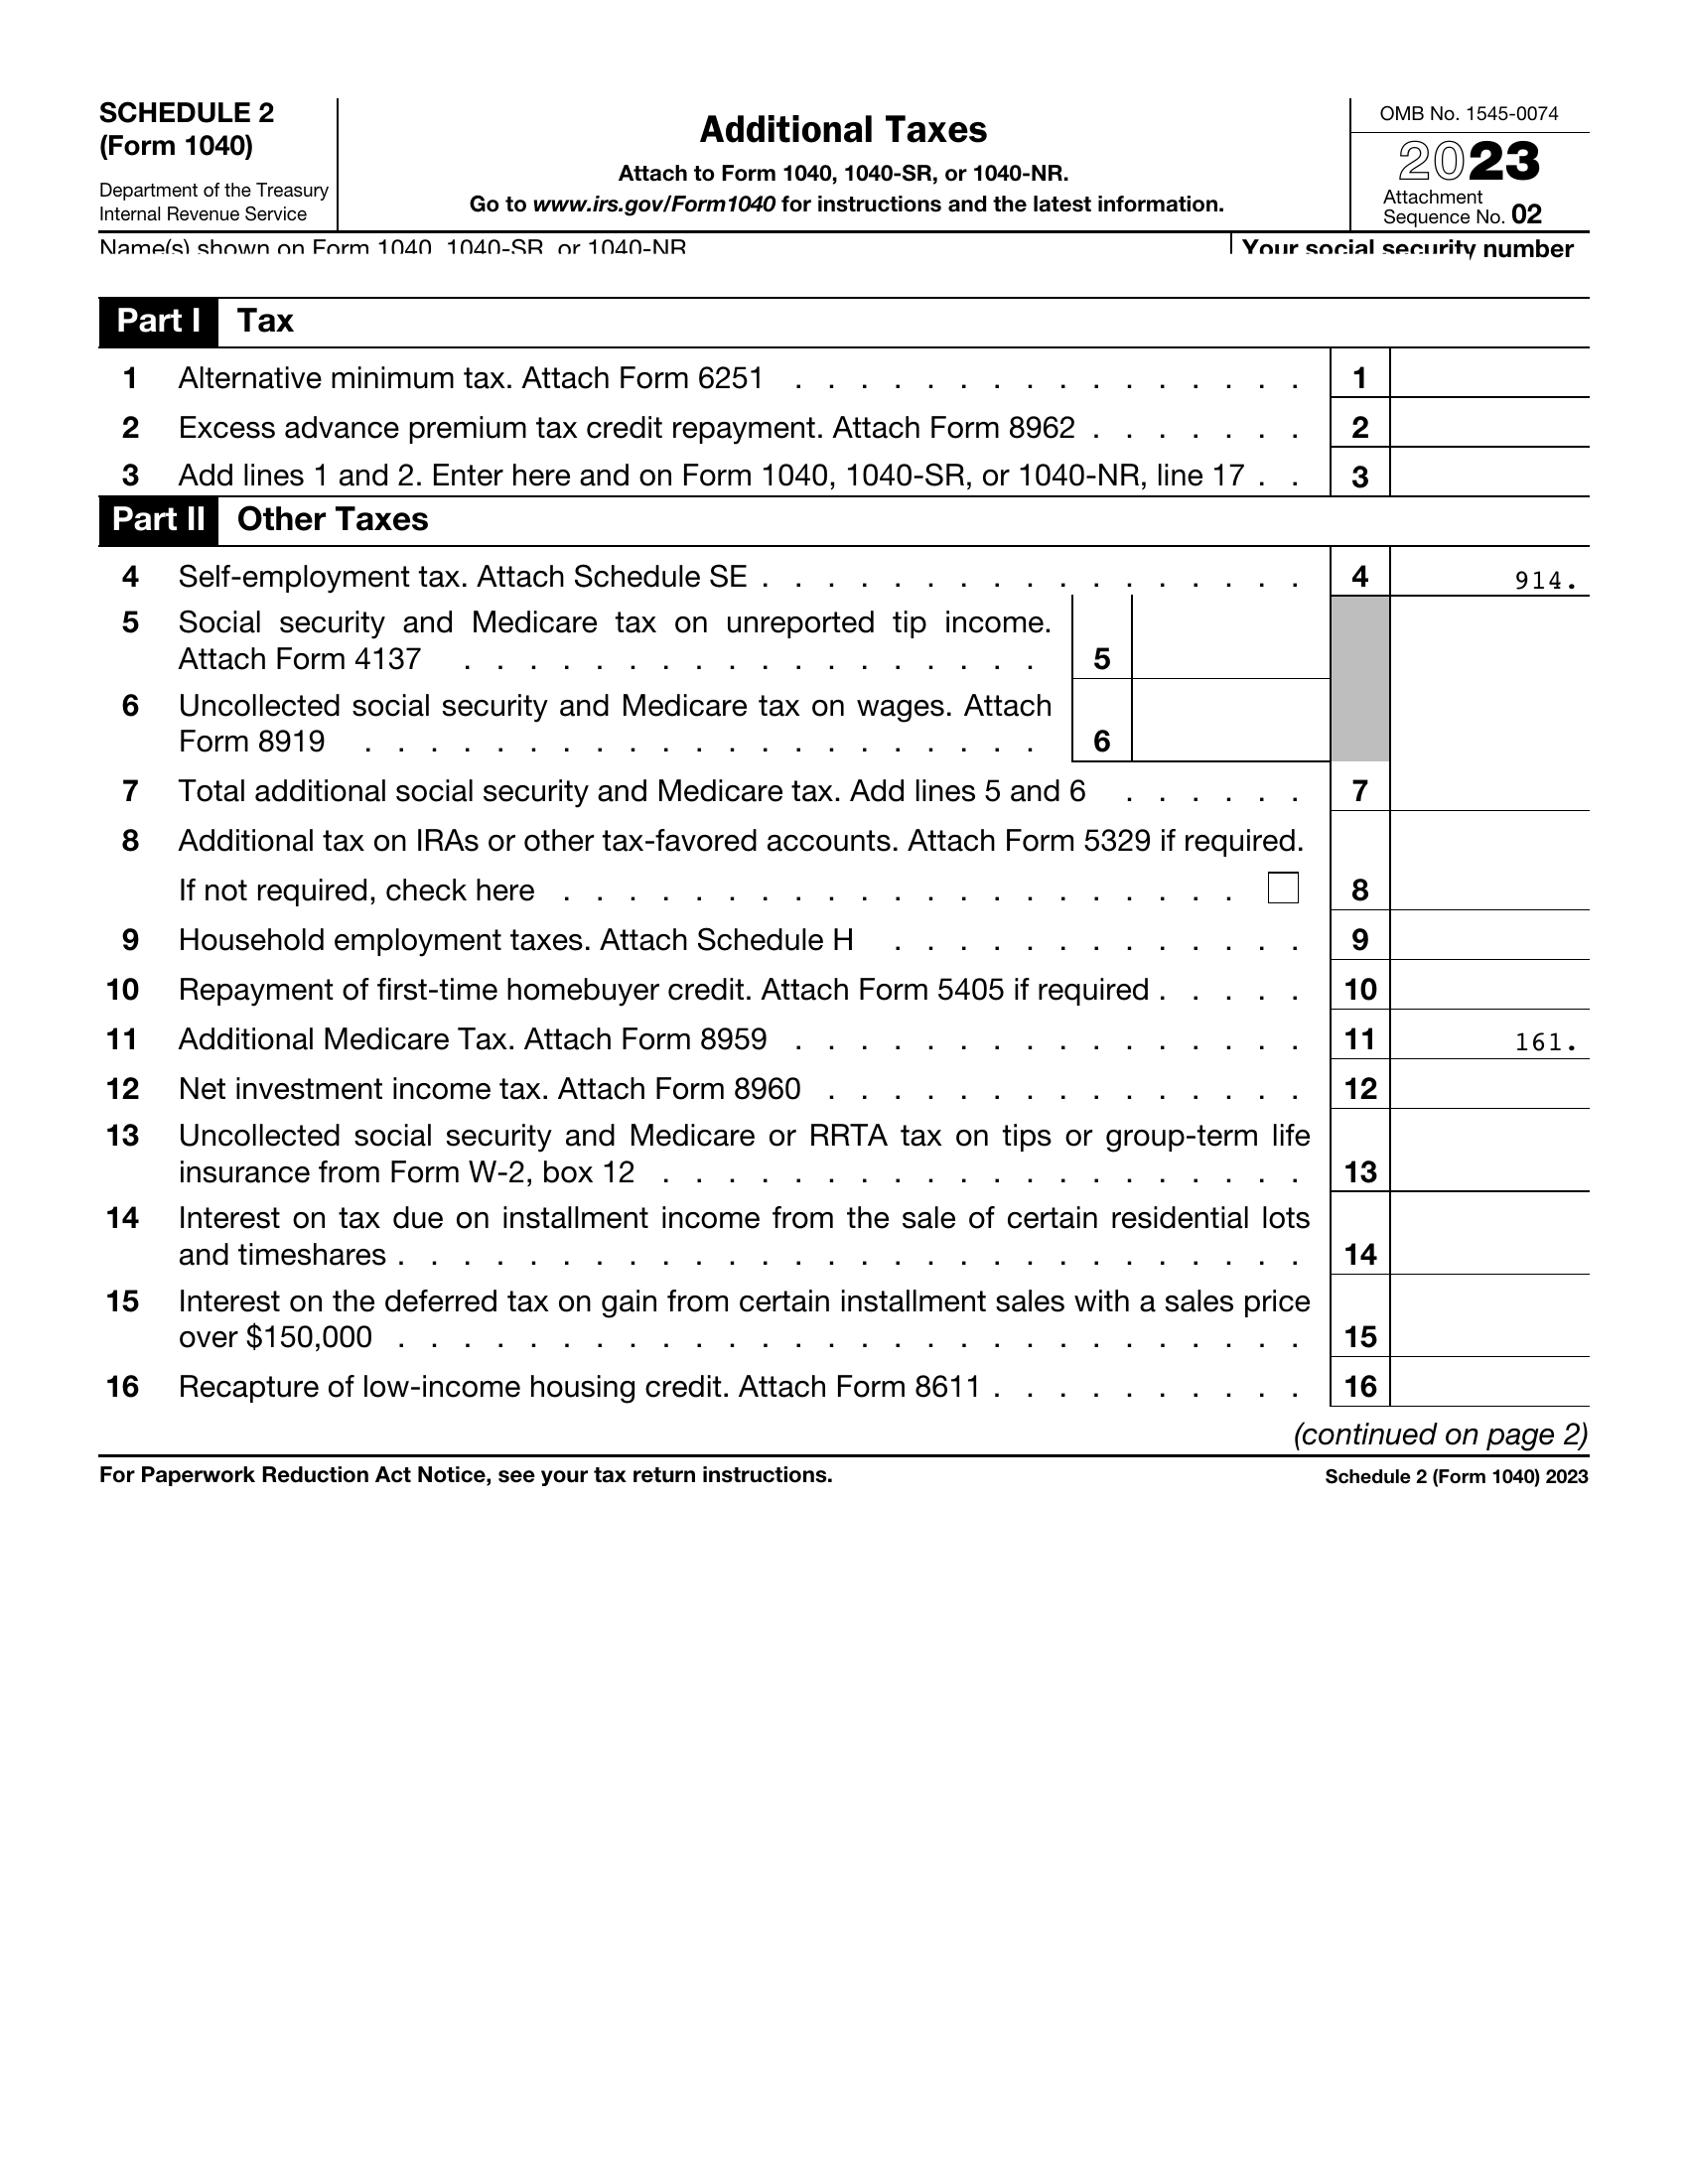 SCHEDULE 2
(Form 1040)
Department of the Treasury
Internal Revenue Service
Additional Taxes
Attach to Form 1040, 1040-SR, or 1040-NR.
Go to www.irs.gov/Form1040 for instructions and the latest information.
OMB No. 1545-0074
2023
Attachment
Sequence No. 02
Name(s) shown on Form 1040, 1040-SR, or 1040-NR
Your social security number
Part I Tax
1 Alternative minimum tax. Attach Form 6251 . . . . . . . . . . . . . . . . 1
2 Excess advance premium tax credit repayment. Attach Form 8962 . . . . . . . 2
3 Add lines 1 and 2. Enter here and on Form 1040, 1040-SR, or 1040-NR, line 17 . . 3
Part II Other Taxes
4 Self-employment tax. Attach Schedule SE . . . . . . . . . . . . . . . . . 4 914.
5 Social security and Medicare tax on unreported tip income.
Attach Form 4137 . . . . . . . . . . . . . . . . . . 5
6 Uncollected social security and Medicare tax on wages. Attach
Form 8919 . . . . . . . . . . . . . . . . . . . . . 6
7 Total additional social security and Medicare tax. Add lines 5 and 6 . . . . . . 7
8 Additional tax on IRAs or other tax-favored accounts. Attach Form 5329 if required.
If not required, check here . . . . . . . . . . . . . . . . . . . . . 8
9 Household employment taxes. Attach Schedule H . . . . . . . . . . . . . 9
10 Repayment of first-time homebuyer credit. Attach Form 5405 if required . . . . . 10
11 Additional Medicare Tax. Attach Form 8959 . . . . . . . . . . . . . . . . 11 161.
12 Net investment income tax. Attach Form 8960 . . . . . . . . . . . . . . . 12
13 Uncollected social security and Medicare or RRTA tax on tips or group-term life
insurance from Form W-2, box 12 . . . . . . . . . . . . . . . . . . . . 13
14 Interest on tax due on installment income from the sale of certain residential lots
and timeshares . . . . . . . . . . . . . . . . . . . . . . . . . . . . 14
15 Interest on the deferred tax on gain from certain installment sales with a sales price
over $150,000 . . . . . . . . . . . . . . . . . . . . . . . . . . . . 15
16 Recapture of low-income housing credit. Attach Form 8611 . . . . . . . . . . 16
(continued on page 2)
For Paperwork Reduction Act Notice, see your tax return instructions.
Schedule 2 (Form 1040) 2023